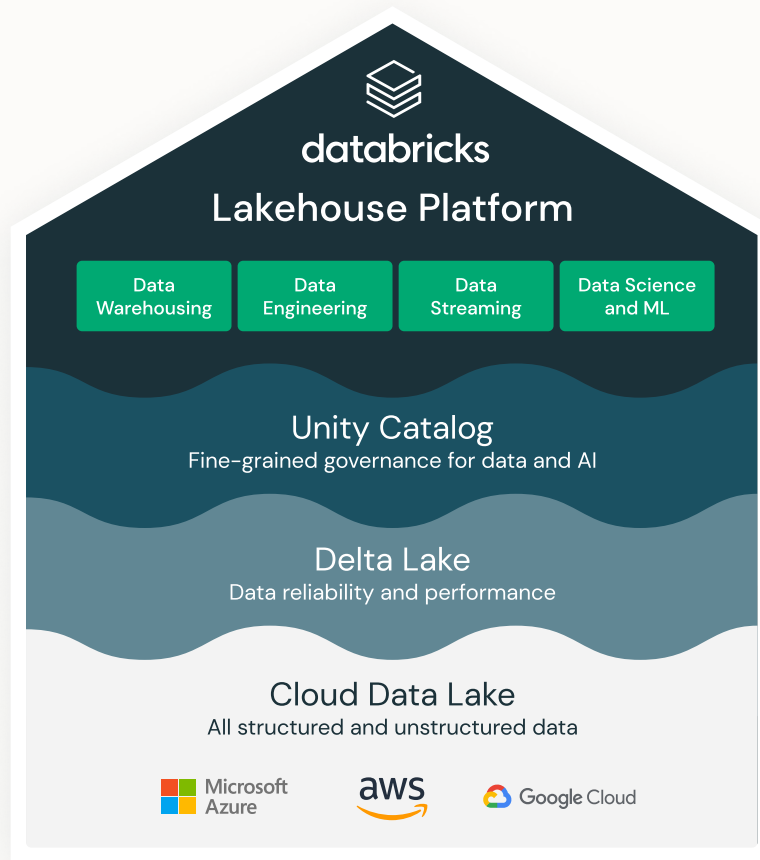 databricks
Lakehouse Platform
Data
Warehousing
Data
Engineering
Data
Streaming
Data Science
and ML
Unity Catalog
Fine-grained governance for data and AI
Delta Lake
Data reliability and performance
Cloud Data Lake
All structured and unstructured data
Microsoft
Azure
aws
Google Cloud